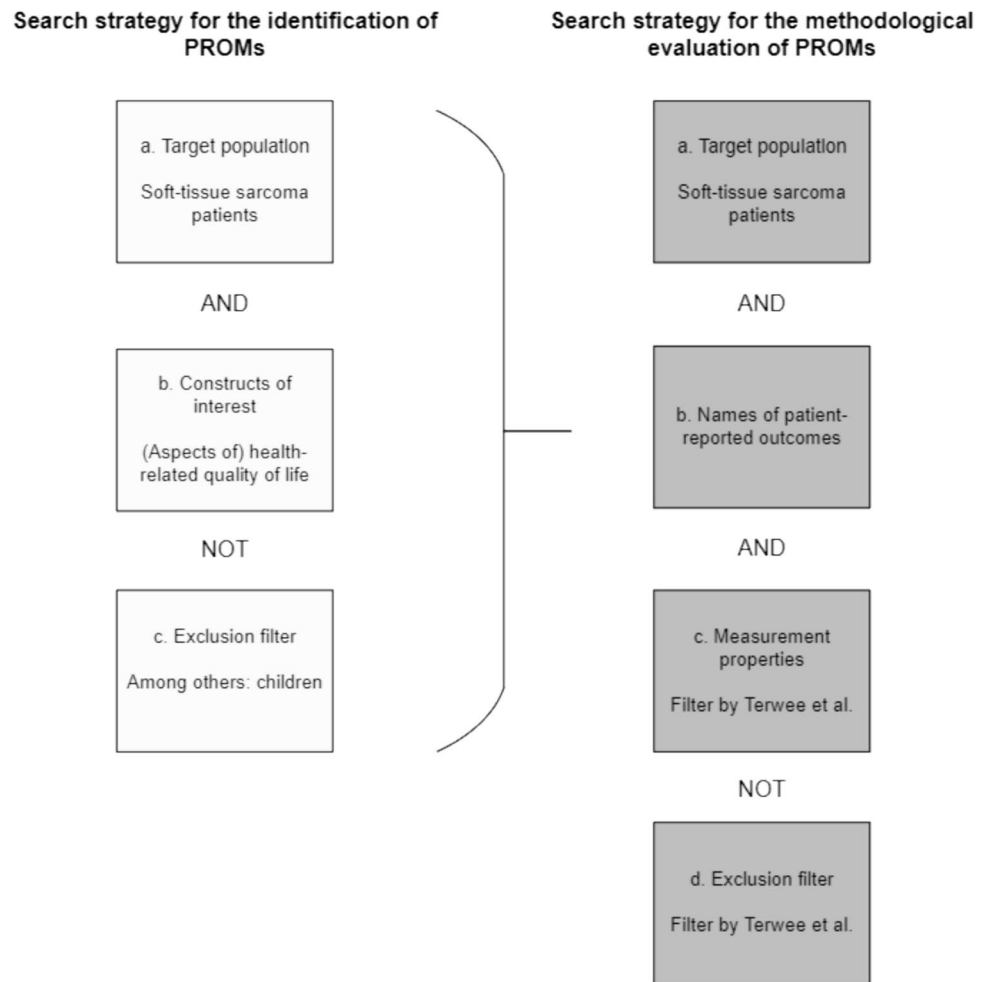 Search strategy for the identification of
PROMs
a. Target population
Soft-tissue sarcoma
patients
AND
b. Constructs of
interest
(Aspects of) health-
related quality of life
NOT
c. Exclusion filter
Among others: children
Search strategy for the methodological
evaluation of PROMs
a. Target population
Soft-tissue sarcoma
patients
AND
b. Names of patient-
reported outcomes
AND
c. Measurement
properties
Filter by Terwee et al.
NOT
d. Exclusion filter
Filter by Terwee et al.